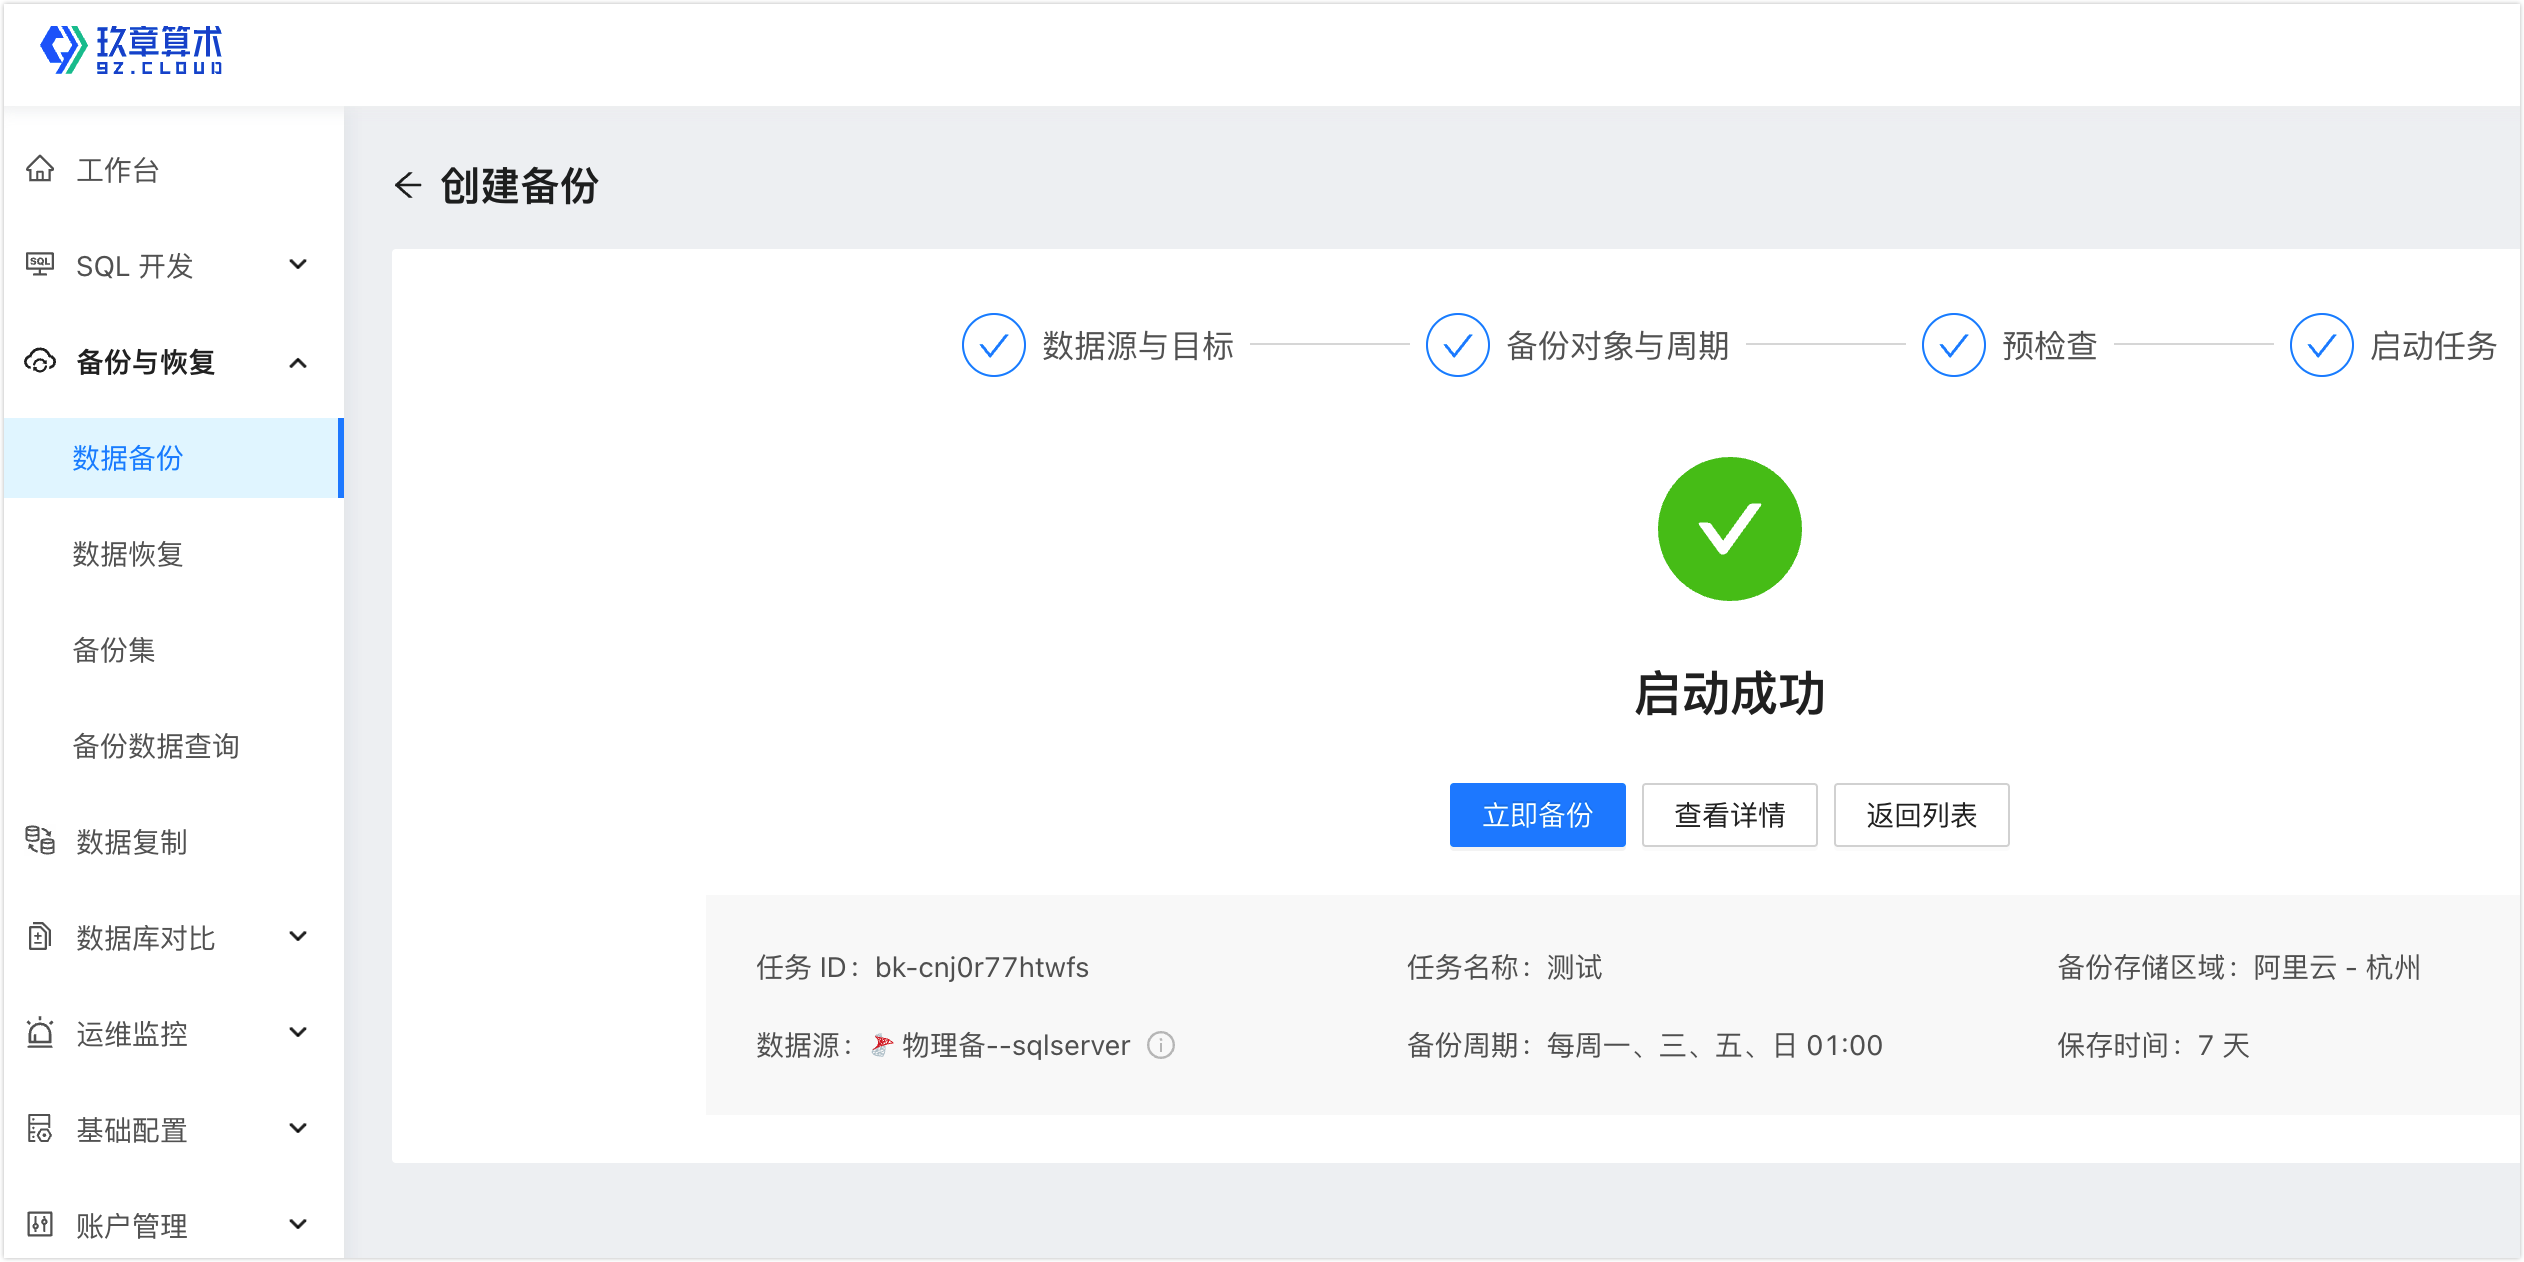 玖章算术
9Z.CLOUD
工作台
SQL 开发
备份与恢复
数据备份
数据恢复
备份集
备份数据查询
数据复制
数据库对比
运维监控
基础配置
账户管理
创建备份
数据源与目标
备份对象与周期
预检查
启动任务
启动成功
立即备份
查看详情
返回列表
任务 ID： bk-cnj0r77htwfs
任务名称： 测试
备份存储区域： 阿里云 - 杭州
数据源： 物理备--sqlserver
备份周期： 每周一、三、五、日 01:00
保存时间： 7 天